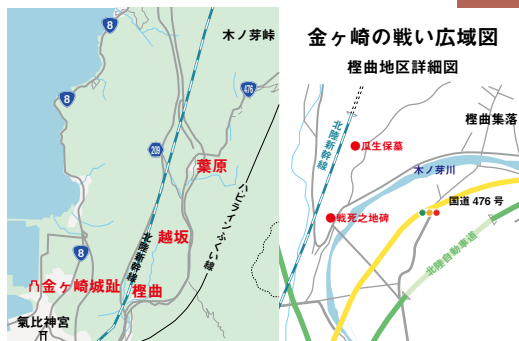 8
木ノ芽峠
8
476
209
葉原
ハピラインふくい線
越坂
北陸新幹線
8
金ヶ崎城趾
樫曲
氣比神宮
金ヶ崎の戦い広域図
樫曲地区詳細図
樫曲集落
北陸新幹線
瓜生保墓
木ノ芽川
国道 476 号
戦死之地碑
北陸自動車道